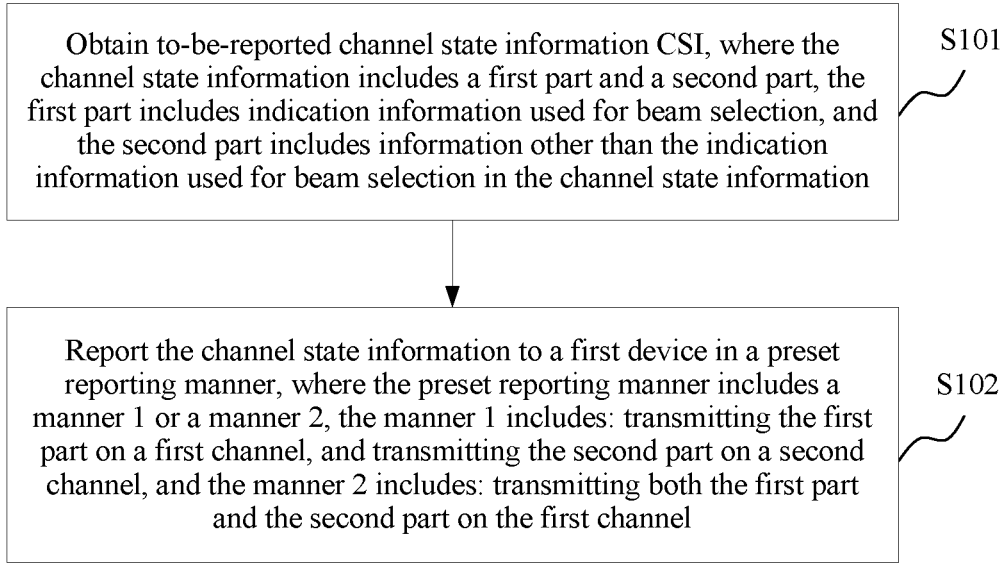 Obtain to-be-reported channel state information CSI, where the
channel state information includes a first part and a second part, the
first part includes indication information used for beam selection, and
the second part includes information other than the indication
information used for beam selection in the channel state information
S101
Report the channel state information to a first device in a preset
reporting manner, where the preset reporting manner includes a
manner 1 or a manner 2, the manner 1 includes: transmitting the first
part on a first channel, and transmitting the second part on a second
channel, and the manner 2 includes: transmitting both the first part
and the second part on the first channel
S102